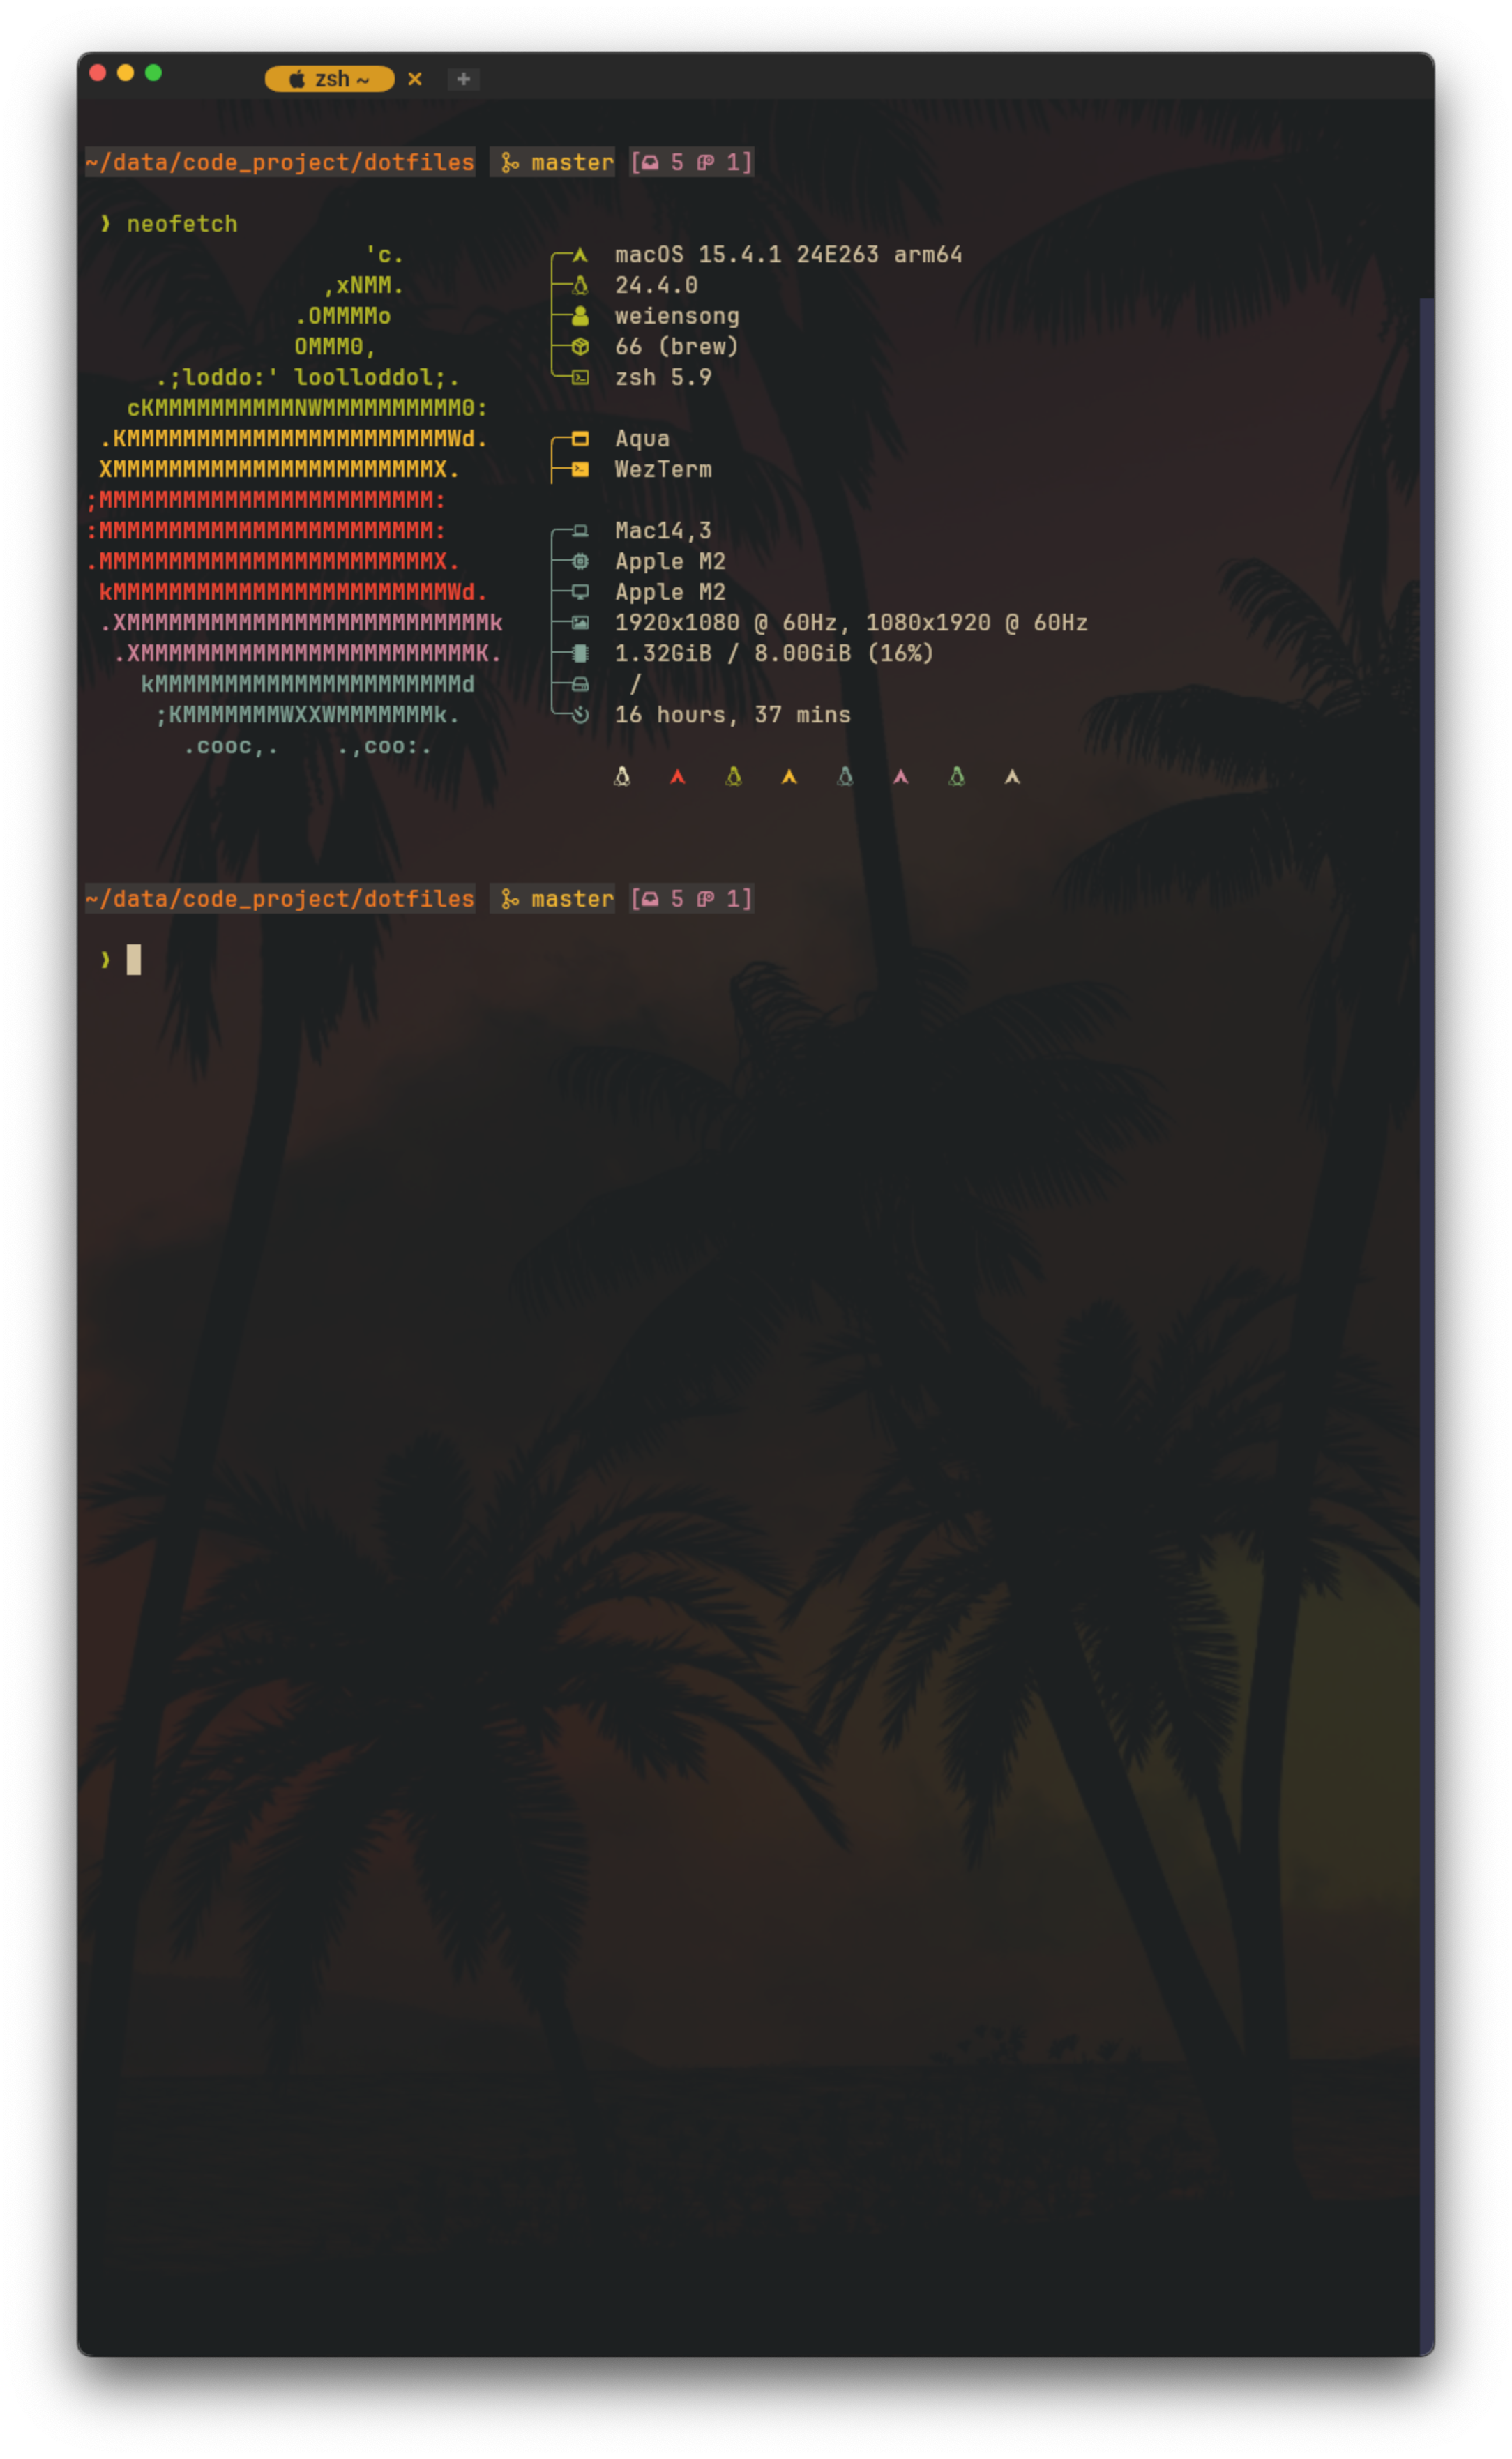 zsh ~ × +
~/data/code_project/dotfiles master [5 1]
❯ neofetch
'c. macOS 15.4.1 24E263 arm64
,xNMM. 24.4.0
.OMMMMo weiensong
OMMM0, 66 (brew)
.;loddo:' loolloddol;. zsh 5.9
cKMMMMMMMMMMNWMMMMMMMMMM0:
.KMMMMMMMMMMMMMMMMMMMMMMMWd. Aqua
XMMMMMMMMMMMMMMMMMMMMMMMX. WezTerm
;MMMMMMMMMMMMMMMMMMMMMMMM:
:MMMMMMMMMMMMMMMMMMMMMMMM: Mac14,3
.MMMMMMMMMMMMMMMMMMMMMMMMX. Apple M2
kMMMMMMMMMMMMMMMMMMMMMMMMWd. Apple M2
.XMMMMMMMMMMMMMMMMMMMMMMMMMMk 1920x1080 @ 60Hz, 1080x1920 @ 60Hz
.XMMMMMMMMMMMMMMMMMMMMMMMMK. 1.32GiB / 8.00GiB (16%)
kMMMMMMMMMMMMMMMMMMMMMMd /
;KMMMMMMMWXXWMMMMMMMk. 16 hours, 37 mins
.cooc,. .,coo:.
~/data/code_project/dotfiles master [5 1]
❯